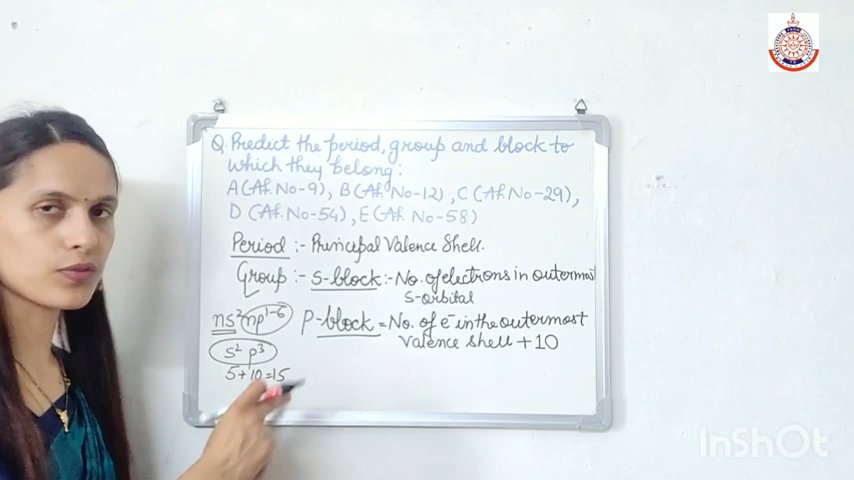 Q. Predict the period, group and block to
which they belong:
A(At. No-9), B(At. No-12), C(At. No-29),
D(At. No-54), E(At. No-58)
Period :- Principal Valence Shell.
Group :- S-block :- No. of electrons in outermost
s-orbital
ns² np¹⁻⁶ P-block = No. of e⁻ in the outermost
Valence shell + 10
s² p³
5+10=15
InShOt